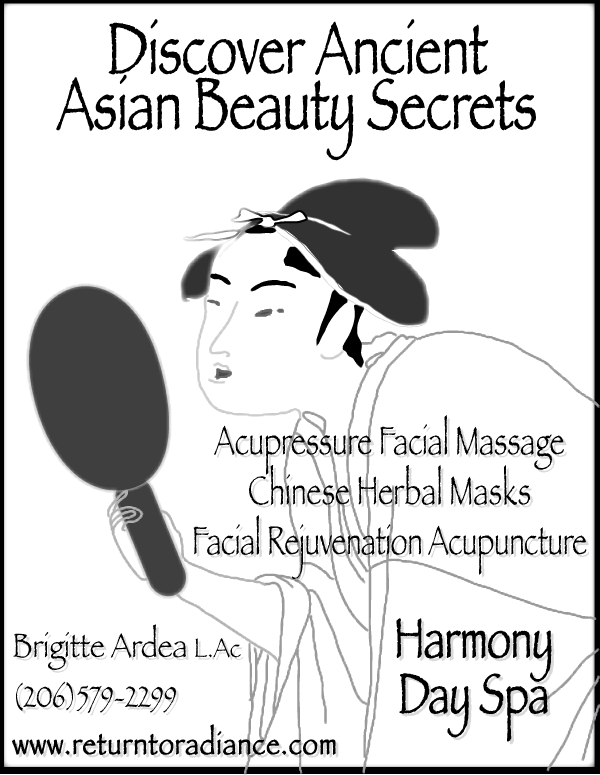 Discover Ancient
Asian Beauty Secrets
Acupressure Facial Massage
Chinese Herbal Masks
Facial Rejuvenation Acupuncture
Brigitte Ardea L.Ac
(206)579-2299
www.returntoradiance.com
Harmony
Day Spa